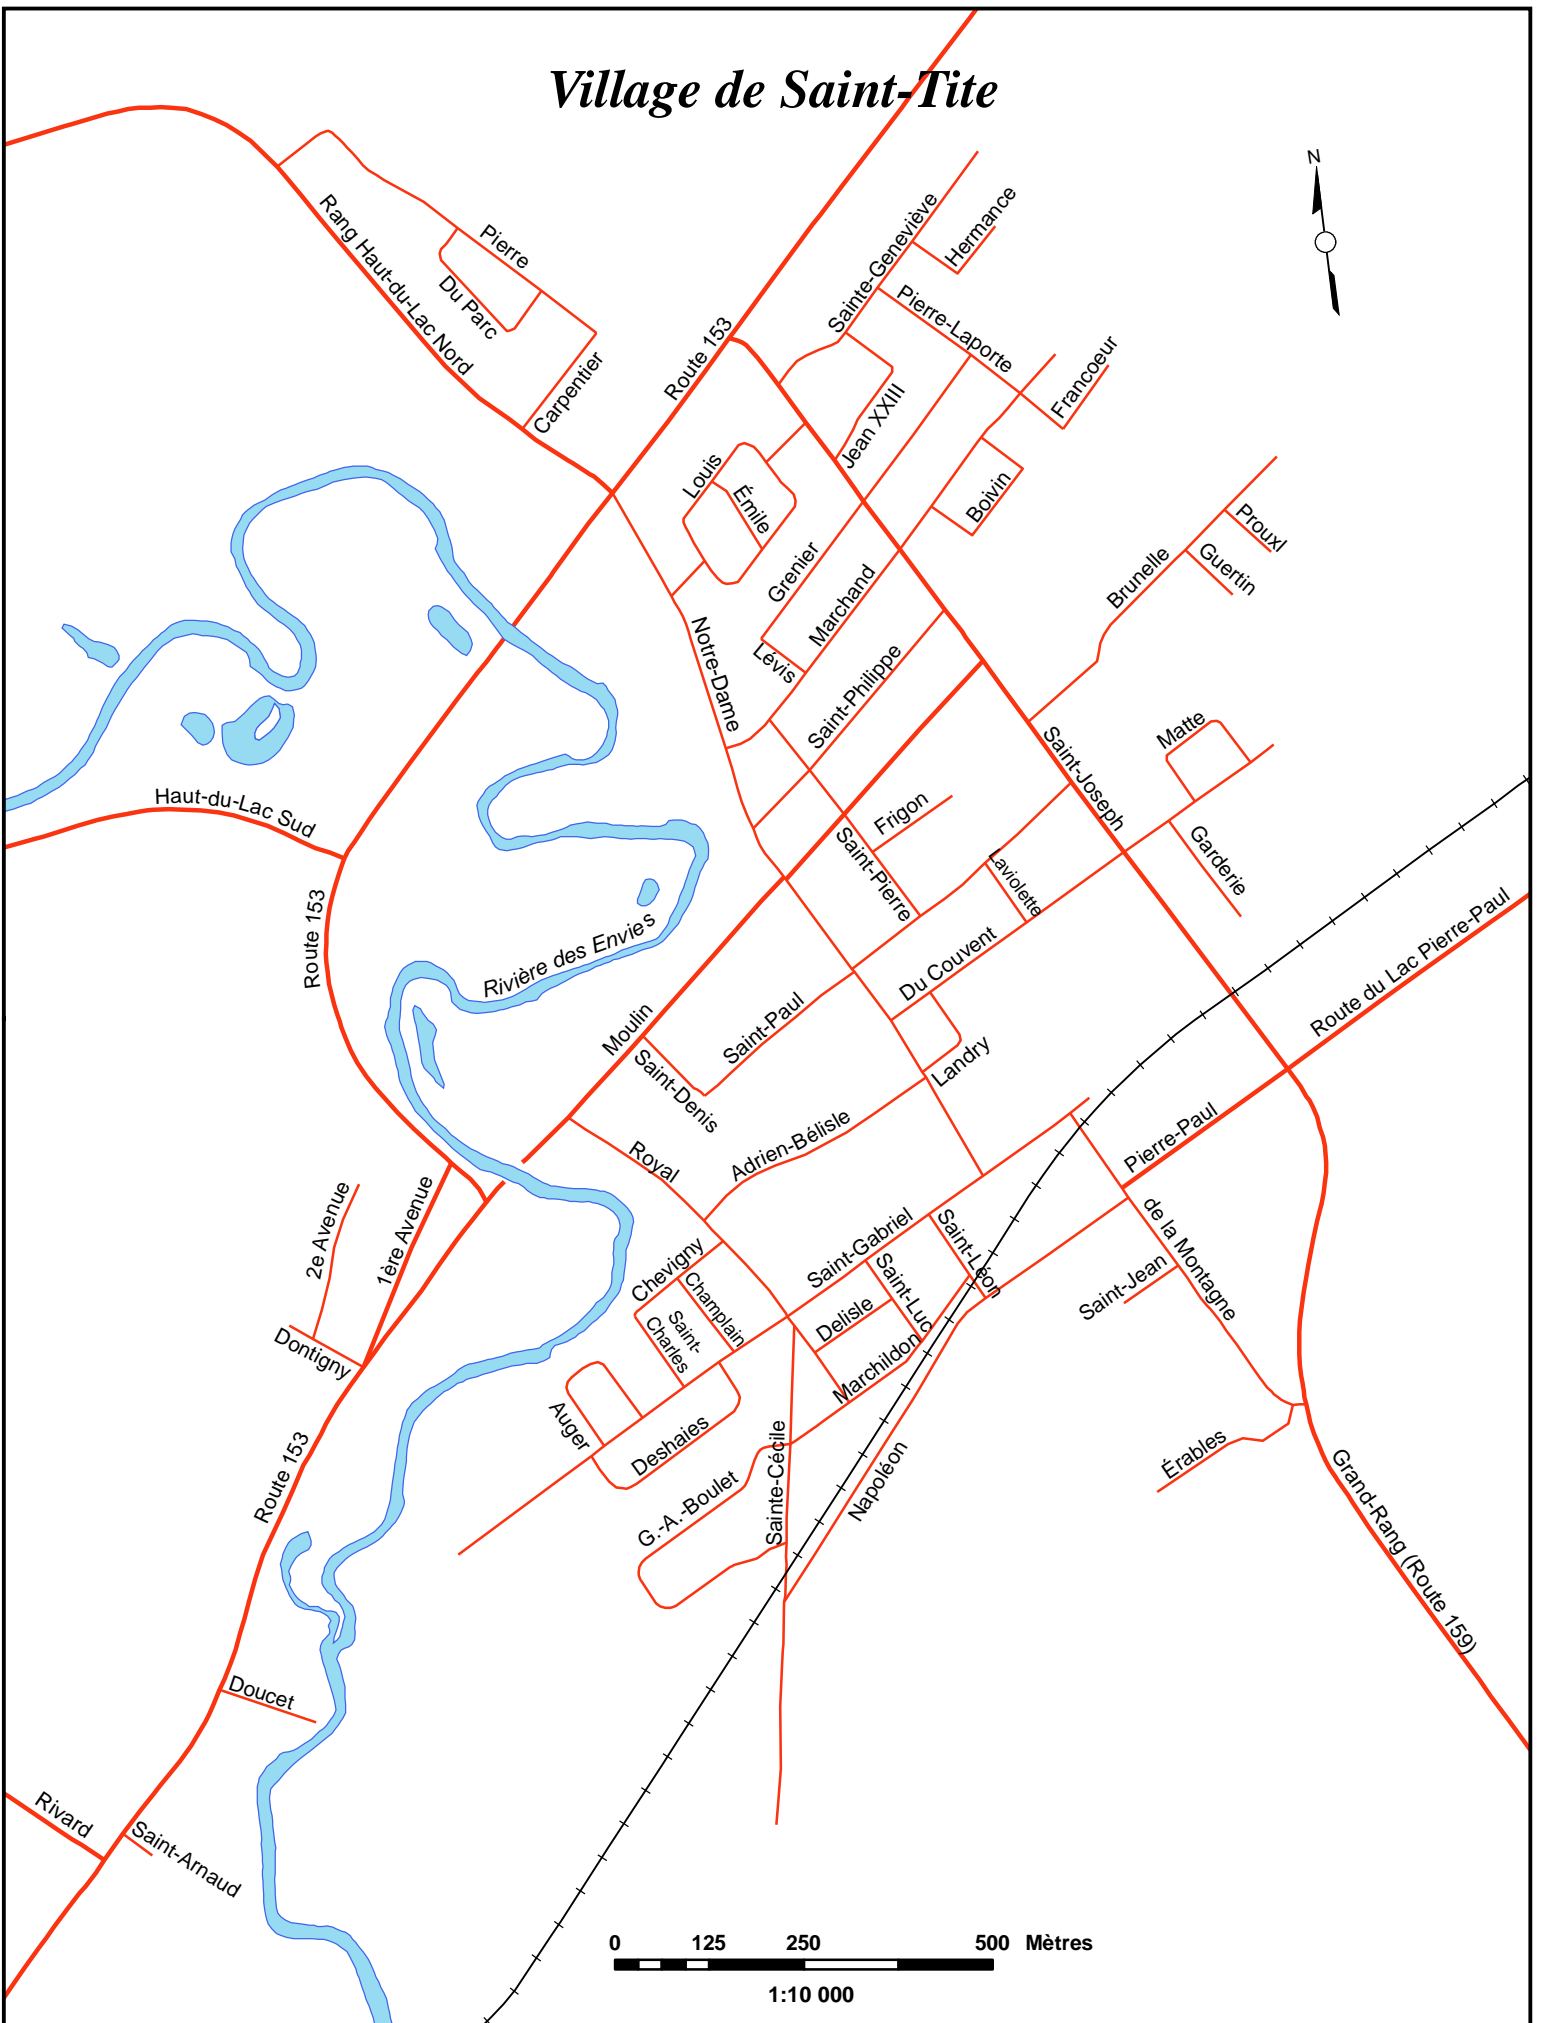 Village de Saint-Tite
N
Pierre
Rang Haut-du-Lac Nord
Du Parc
Carpentier
Route 153
Sainte-Geneviève
Hermance
Pierre-Laporte
Francoeur
Jean XXIII
Louis
Émile
Boivin
Grenier
Marchand
Lévis
Notre-Dame
Saint-Philippe
Brunelle
Prouxl
Guertin
Matte
Saint-Joseph
Haut-du-Lac Sud
Frigon
Saint-Pierre
Laviolette
Garderie
Route 153
Rivière des Envies
Du Couvent
Route du Lac Pierre-Paul
Moulin
Saint-Paul
Saint-Denis
Landry
Royal
Adrien-Bélisle
Pierre-Paul
2e Avenue
1ère Avenue
Chevigny
Champlain
Saint-
Charles
Saint-Gabriel
Saint-Léon
Saint-Luc
Delisle
Marchildon
de la Montagne
Saint-Jean
Dontigny
Auger
Deshaies
G.-A.-Boulet
Sainte-Cécile
Napoléon
Érables
Route 153
Grand-Rang (Route 159)
Doucet
Rivard
Saint-Arnaud
0 125 250 500 Mètres
1:10 000